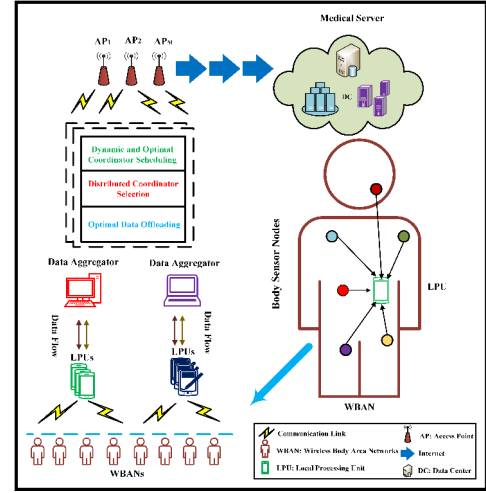 Medical Server
AP1 AP2 APM
DC
Dynamic and Optimal
Coordinator Scheduling
Distributed Coordinator
Selection
Optimal Data Offloading
Data Aggregator Data Aggregator
Body Sensor Nodes
LPU
Data Flow
Data Flow
LPUs LPUs
WBAN
WBANs
Communication Link
AP: Access Point
WBAN: Wireless Body Area Networks
Internet
LPU: Local Processing Unit
DC: Data Center